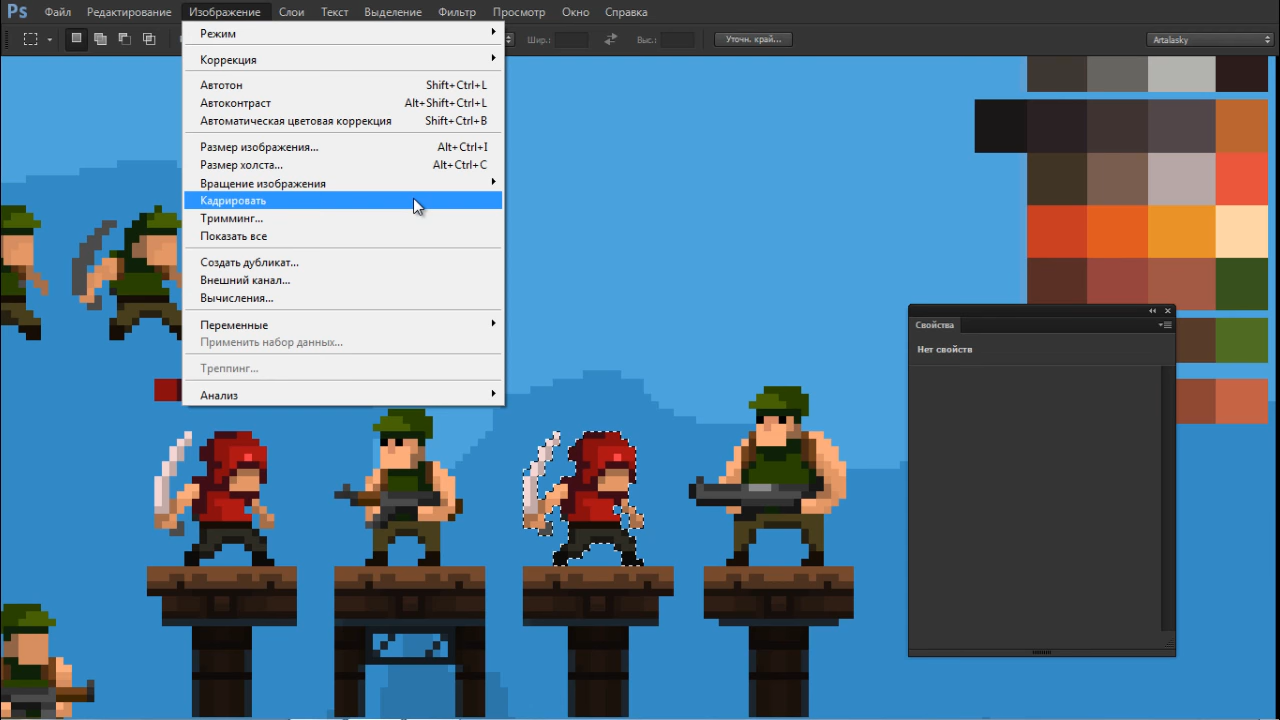 Ps Файл Редактирование Изображение Слои Текст Выделение Фильтр Просмотр Окно Справка
Шир.: Выс.: Уточн. край... Artalasky
Режим
Коррекция
Автотон Shift+Ctrl+L
Автоконтраст Alt+Shift+Ctrl+L
Автоматическая цветовая коррекция Shift+Ctrl+B
Размер изображения... Alt+Ctrl+I
Размер холста... Alt+Ctrl+C
Вращение изображения
Кадрировать
Тримминг...
Показать все
Создать дубликат...
Внешний канал...
Вычисления...
Переменные
Применить набор данных...
Треппинг...
Анализ
Свойства
Нет свойств